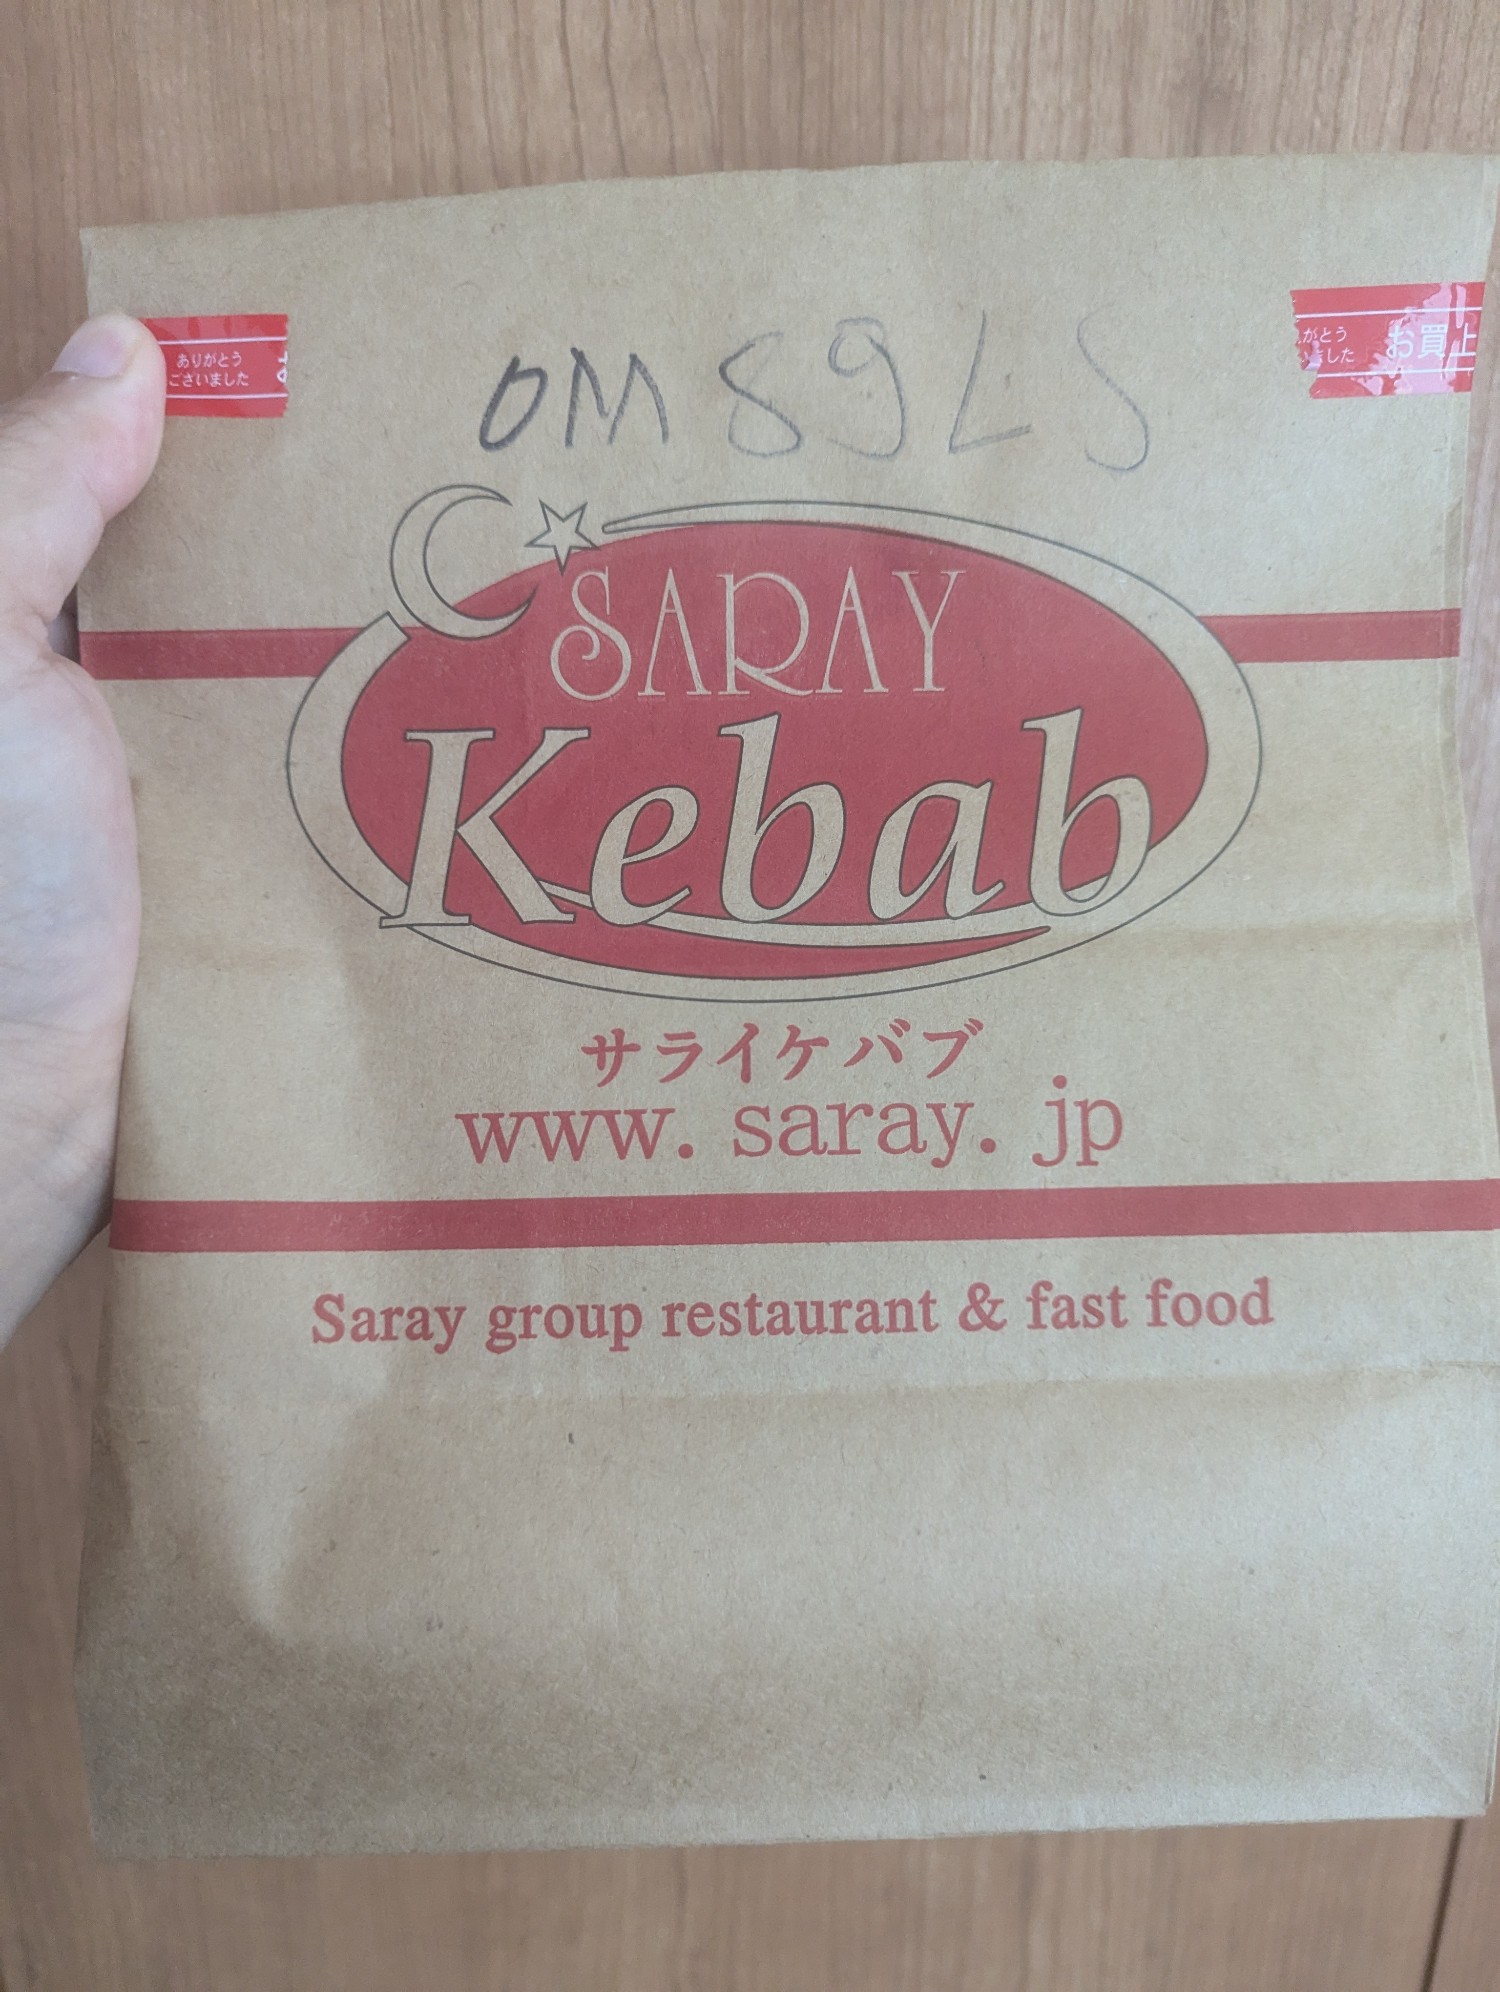 OMS9LS
ありがとう
ございました
がとう
ました
お買上
SARAY
Kebab
サライケバブ
www.saray.jp
Saray group restaurant & fast food